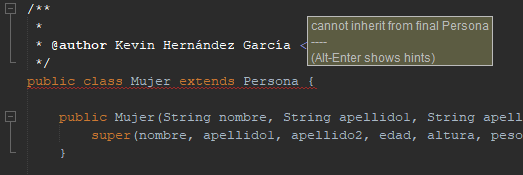 /**
*
* @author Kevin Hernández García <
*/
public class Mujer extends Persona {
public Mujer(String nombre, String apellido1, String apell
super(nombre, apellido1, apellido2, edad, altura, peso
}
cannot inherit from final Persona
----
(Alt-Enter shows hints)